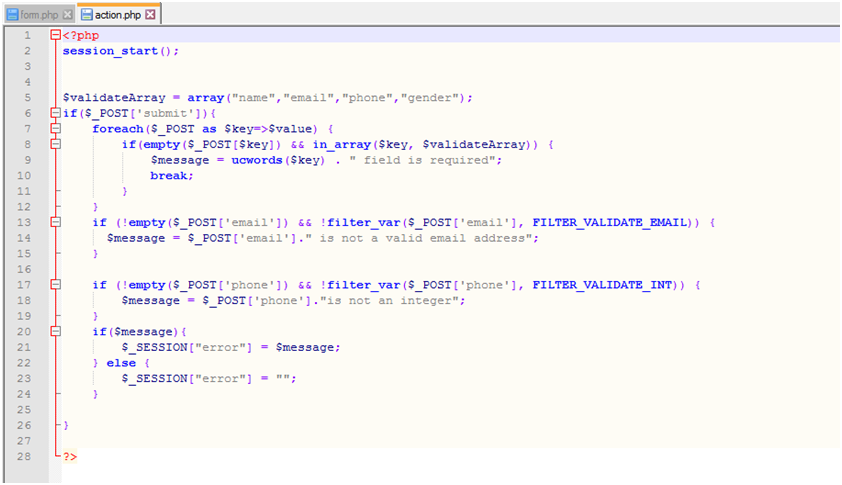 form.php action.php
1 <?php
2 session_start();
3
4
5 $validateArray = array("name","email","phone","gender");
6 if($_POST['submit']){
7 foreach($_POST as $key=>$value) {
8 if(empty($_POST[$key]) && in_array($key, $validateArray)) {
9 $message = ucwords($key) . " field is required";
10 break;
11 }
12 }
13 if (!empty($_POST['email']) && !filter_var($_POST['email'], FILTER_VALIDATE_EMAIL)) {
14 $message = $_POST['email']." is not a valid email address";
15 }
16
17 if (!empty($_POST['phone']) && !filter_var($_POST['phone'], FILTER_VALIDATE_INT)) {
18 $message = $_POST['phone']."is not an integer";
19 }
20 if($message){
21 $_SESSION["error"] = $message;
22 } else {
23 $_SESSION["error"] = "";
24 }
25
26 }
27
28 ?>